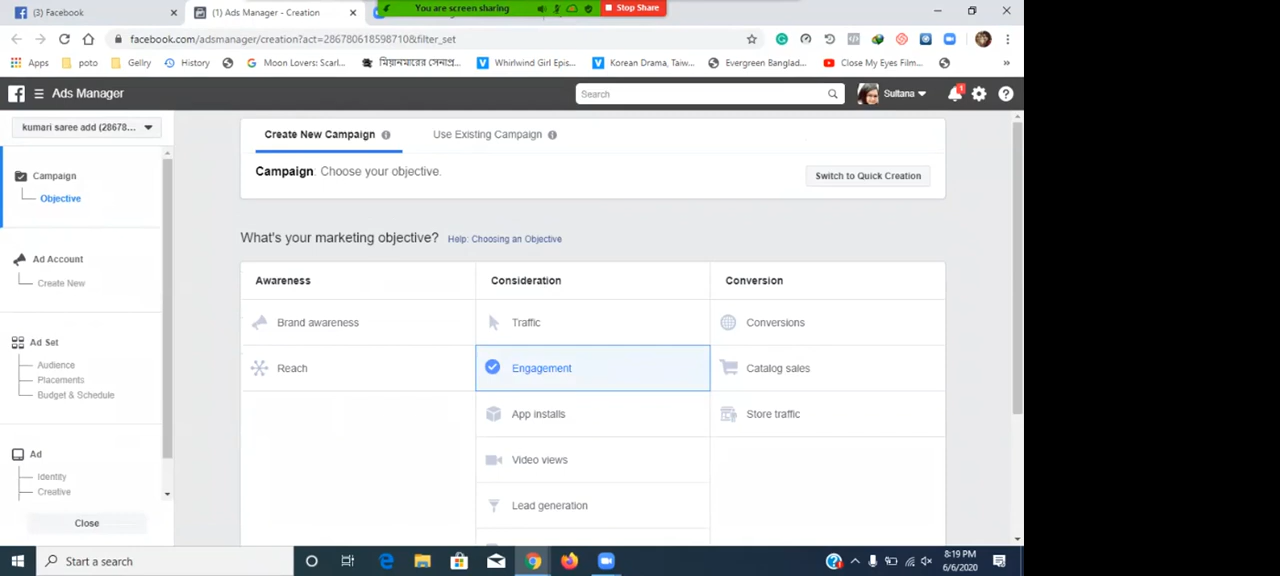 (3) Facebook
(1) Ads Manager - Creation
You are screen sharing
Stop Share
facebook.com/adsmanager/creation?act=286780618598710&filter_set
Apps
poto
Gellry
History
Moon Lovers: Scarl...
মিয়ানমারের সেনাপ্র...
Whirlwind Girl Epis...
Korean Drama, Taiw...
Evergreen Banglad...
Close My Eyes Film...
»
Ads Manager
Search
Sultana
1
kumari saree add (28678...
Create New Campaign
Use Existing Campaign
Campaign: Choose your objective.
Switch to Quick Creation
Campaign
Objective
Ad Account
Create New
Ad Set
Audience
Placements
Budget & Schedule
Ad
Identity
Creative
Close
What's your marketing objective? Help: Choosing an Objective
Awareness
Consideration
Conversion
Brand awareness
Traffic
Conversions
Reach
Engagement
Catalog sales
App installs
Store traffic
Video views
Lead generation
Start a search
8:19 PM
6/6/2020